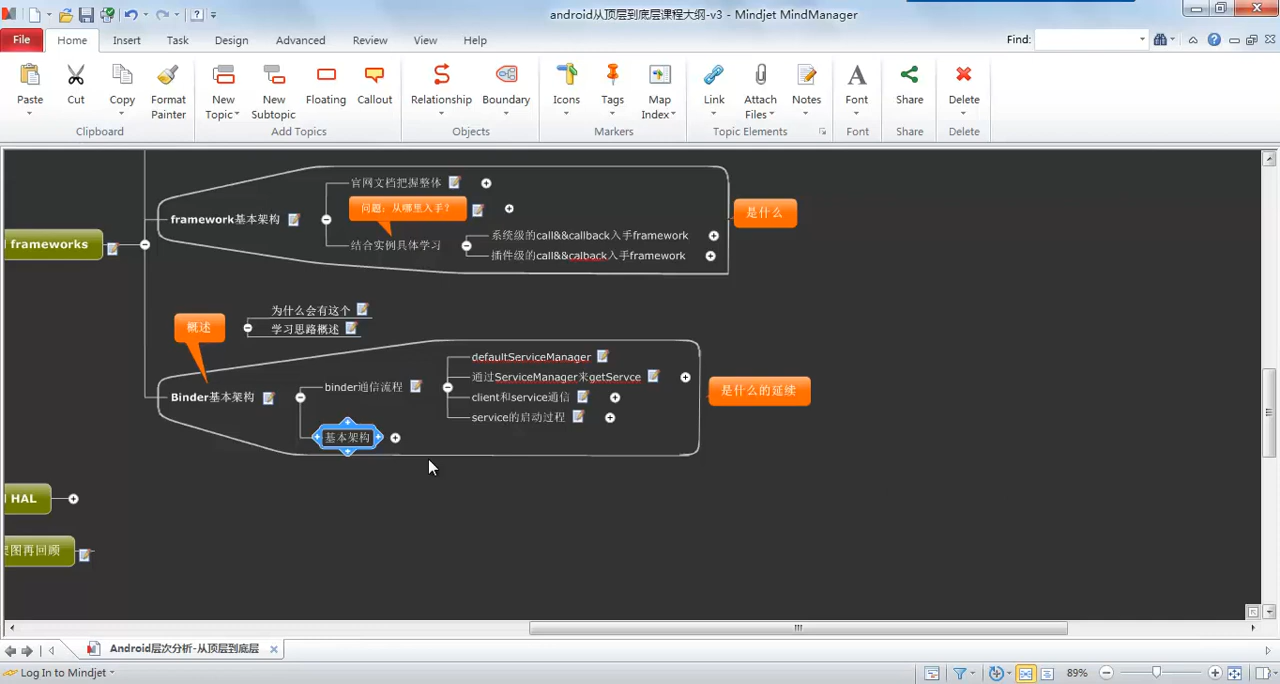 android从顶层到底层课程大纲-v3 - Mindjet MindManager
File Home Insert Task Design Advanced Review View Help Find:
Paste Cut Copy Format Painter New Topic New Subtopic Floating Callout Relationship Boundary Icons Tags Map Index Link Attach Files Notes Font Share Delete
Clipboard Add Topics Objects Markers Topic Elements Font Share Delete
官网文档把握整体
问题：从哪里入手？
framework基本架构
是什么
结合实例具体学习
系统级的call&&callback入手framework
插件级的call&&calback入手framework
frameworks
概述
为什么会有这个
学习思路概述
Binder基本架构
binder通信流程
defaultServiceManager
通过ServiceManager来getServce
client和service通信
service的启动过程
是什么的延续
基本架构
HAL
图再回顾
Android层次分析-从顶层到底层
Log In to Mindjet
89%